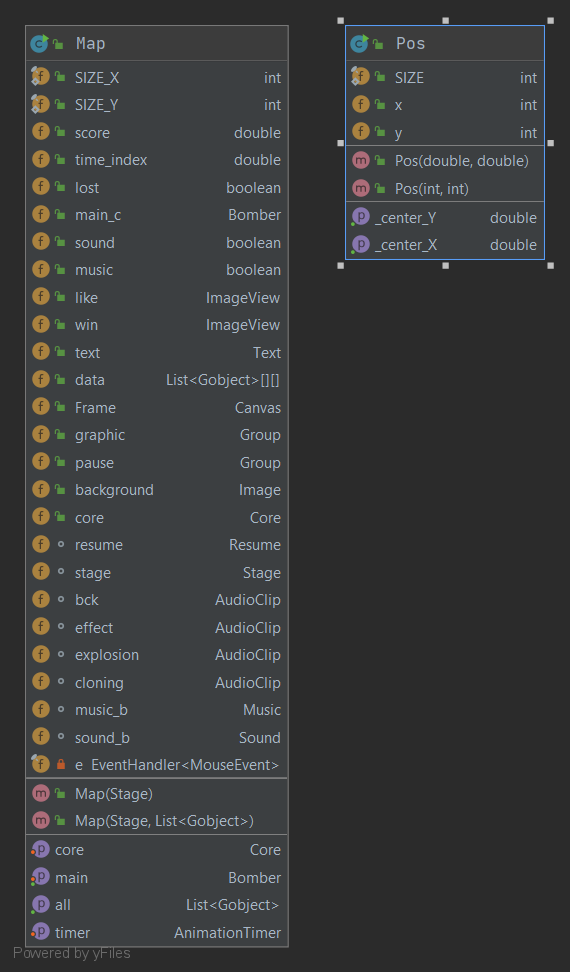 Map
SIZE_X int
SIZE_Y int
score double
time_index double
lost boolean
main_c Bomber
sound boolean
music boolean
like ImageView
win ImageView
text Text
data List<Gobject>[][]
Frame Canvas
graphic Group
pause Group
background Image
core Core
resume Resume
stage Stage
bck AudioClip
effect AudioClip
explosion AudioClip
cloning AudioClip
music_b Music
sound_b Sound
e EventHandler<MouseEvent>
Map(Stage)
Map(Stage, List<Gobject>)
core Core
main Bomber
all List<Gobject>
timer AnimationTimer
Powered by yFiles
Pos
SIZE int
x int
y int
Pos(double, double)
Pos(int, int)
_center_Y double
_center_X double